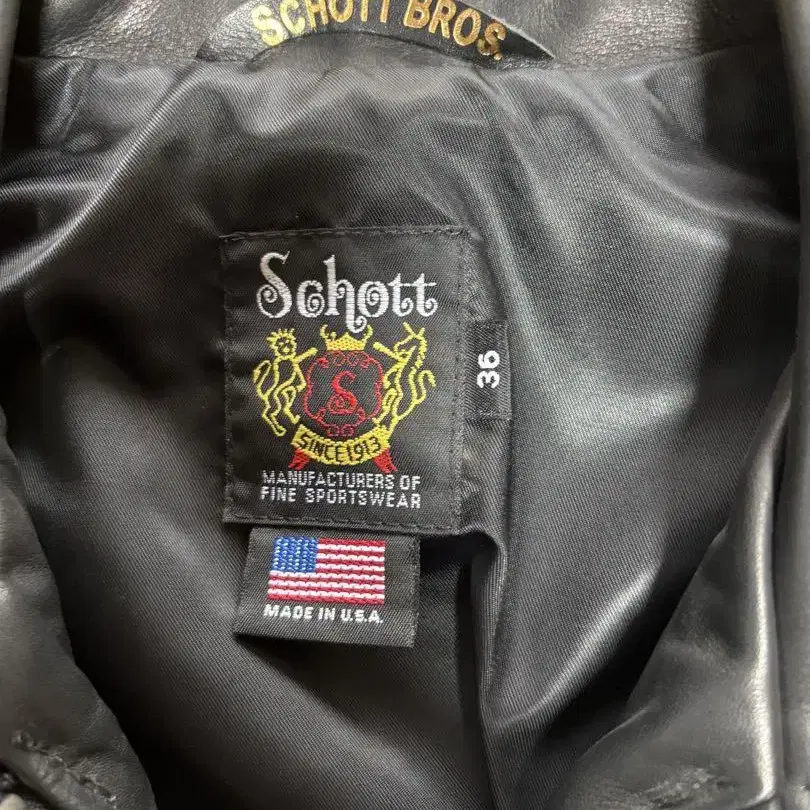 SCHOTT BROS.
Schott
36
S
SINCE 1913
MANUFACTURERS OF
FINE SPORTSWEAR
MADE IN U.S.A.